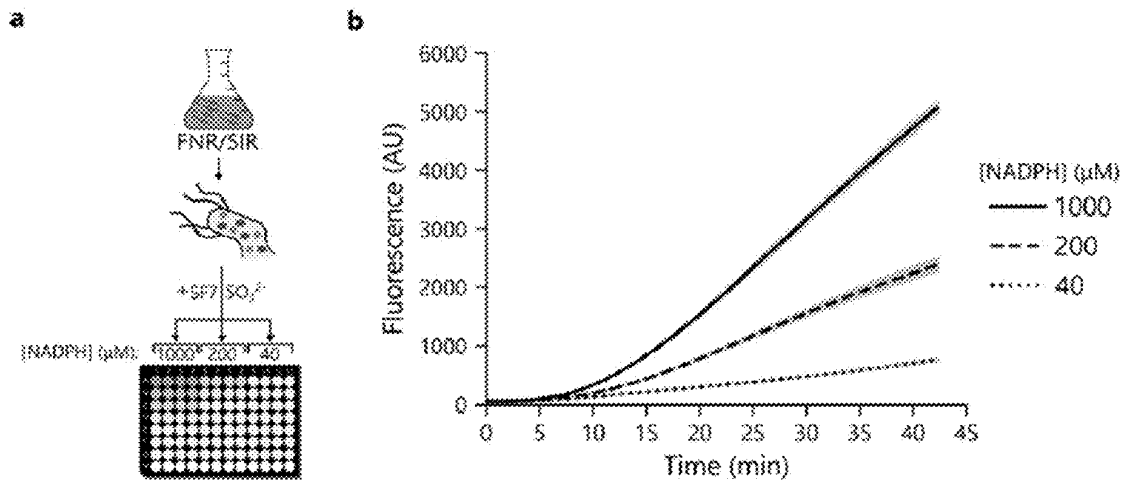 a
FNR/SIR
+SF7 SO₃²⁻
[NADPH] (μM): 1000 200 40
b
6000
5000
4000
3000
2000
1000
0
Fluorescence (AU)
0 5 10 15 20 25 30 35 40 45
Time (min)
[NADPH] (μM)
1000
200
40